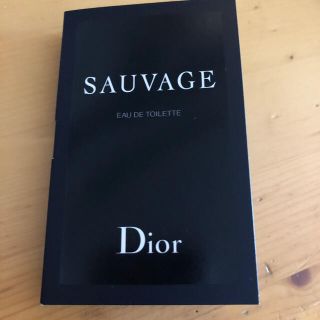 SAUVAGE
EAU DE TOILETTE
Dior